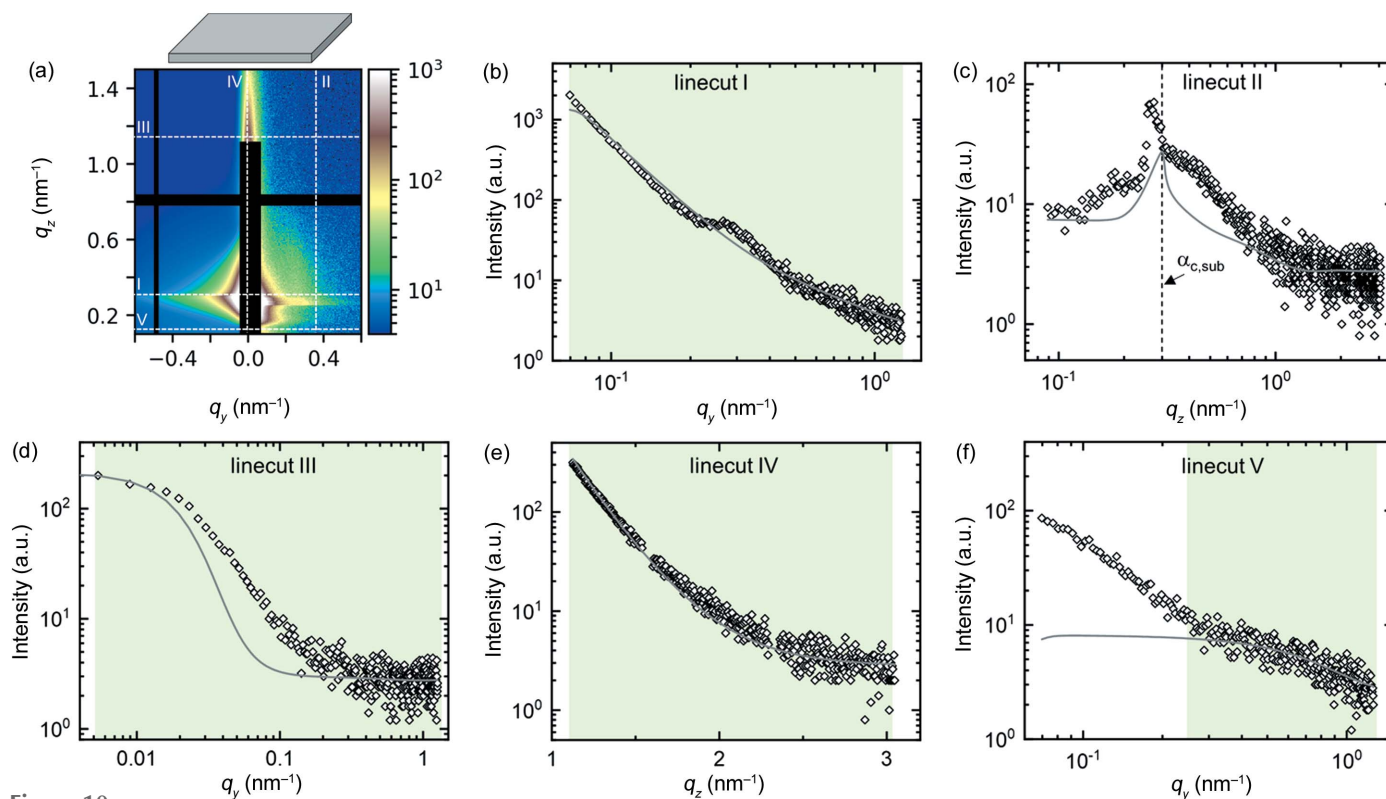 (a)
IV
II
III
I
V
1.4
1.0
0.6
0.2
−0.4
0.0
0.4
10³
10²
10¹
q_z (nm⁻¹)
q_y (nm⁻¹)
(b)
linecut I
10³
10²
10¹
10⁰
10⁻¹
10⁰
Intensity (a.u.)
q_y (nm⁻¹)
(c)
linecut II
10²
10¹
10⁰
10⁻¹
10⁰
α_c,sub
Intensity (a.u.)
q_z (nm⁻¹)
(d)
linecut III
10²
10¹
10⁰
0.01
0.1
1
Intensity (a.u.)
q_y (nm⁻¹)
(e)
linecut IV
10²
10¹
10⁰
1
2
3
Intensity (a.u.)
q_z (nm⁻¹)
(f)
linecut V
10²
10¹
10⁰
10⁻¹
10⁰
Intensity (a.u.)
q_y (nm⁻¹)